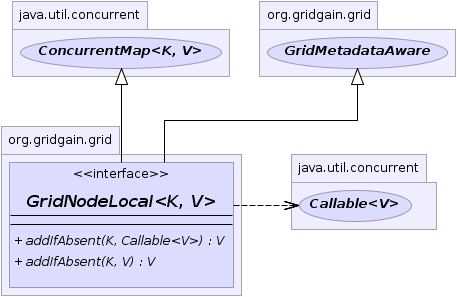 java.util.concurrent
ConcurrentMap<K, V>
org.gridgain.grid
GridMetadataAware
org.gridgain.grid
<<interface>>
GridNodeLocal<K, V>
+ addIfAbsent(K, Callable<V>) : V
+ addIfAbsent(K, V) : V
java.util.concurrent
Callable<V>